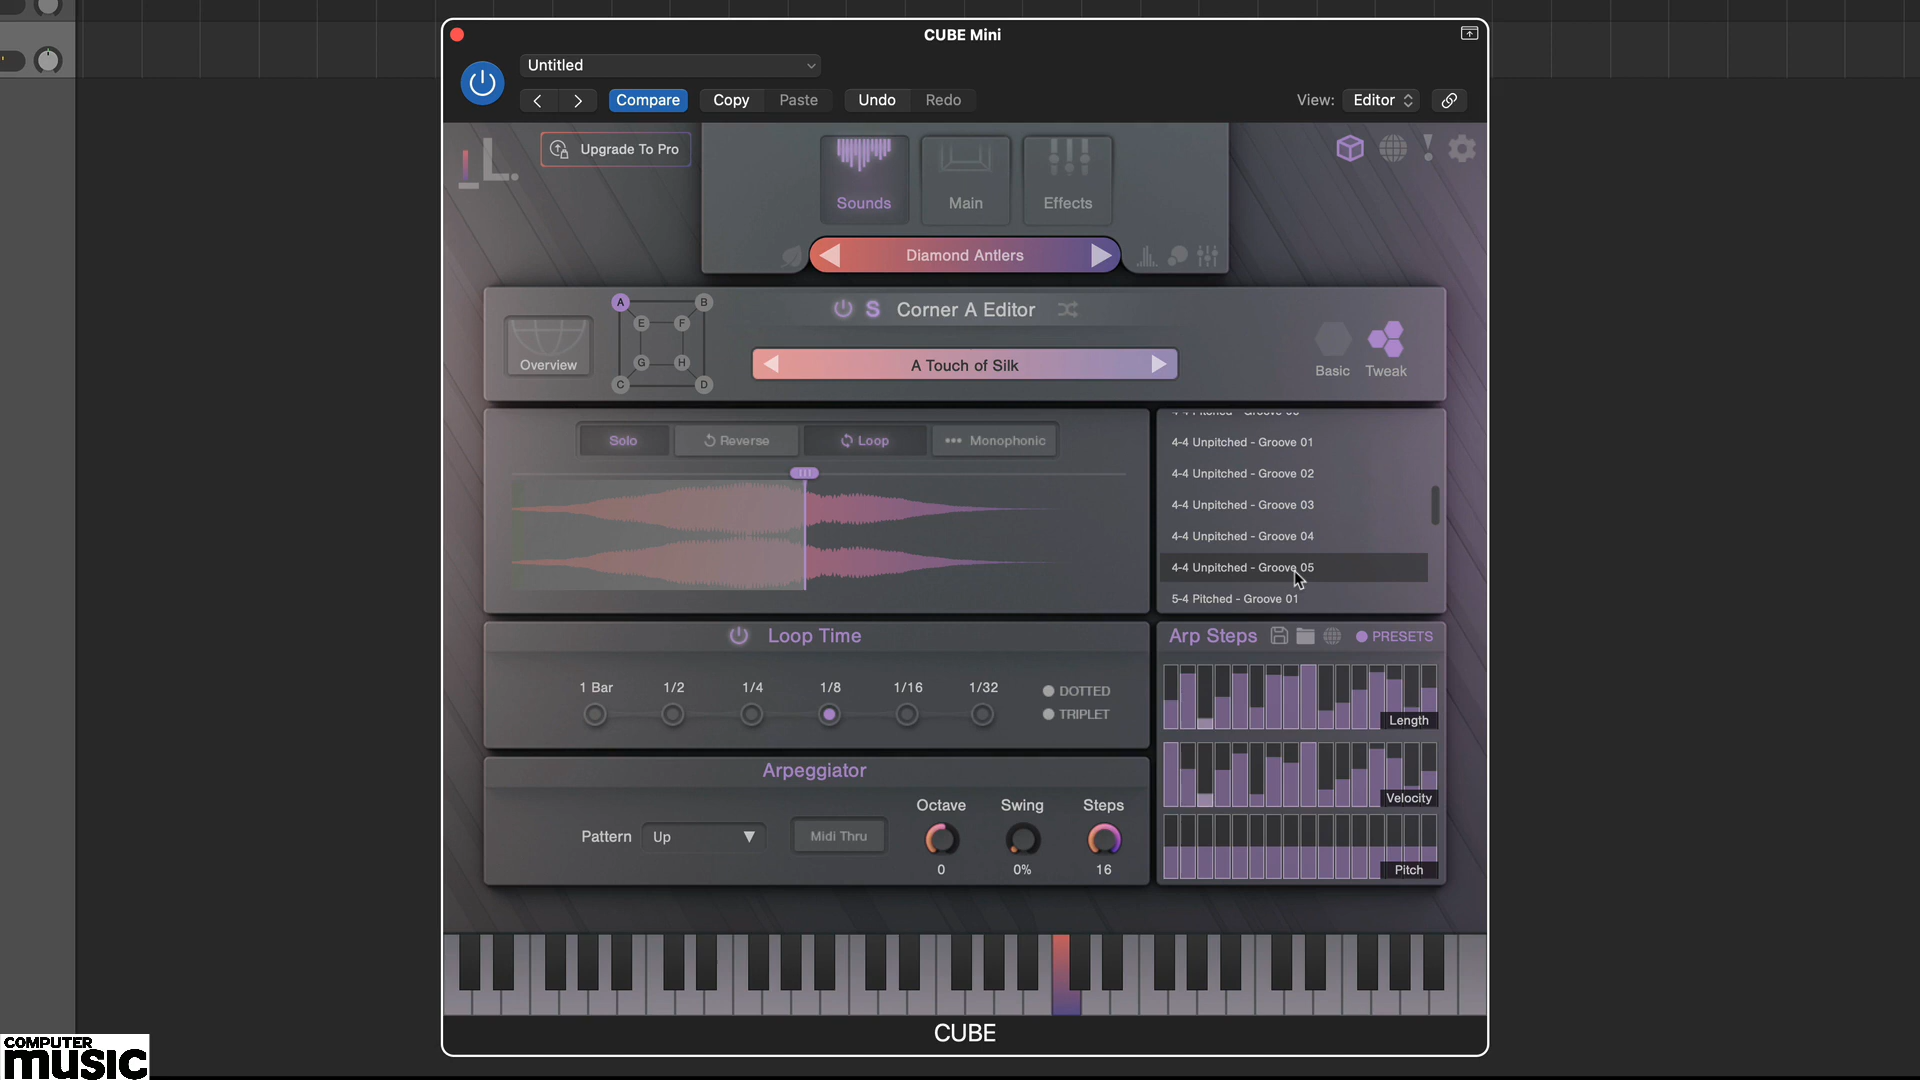 CUBE Mini
Untitled
Compare Copy Paste Undo Redo View: Editor
L. Upgrade To Pro
Sounds Main Effects
Diamond Antlers
A B
E F
G H
C D
Overview
S Corner A Editor
A Touch of Silk
Basic Tweak
Solo Reverse Loop Monophonic
4-4 Unpitched - Groove 01
4-4 Unpitched - Groove 02
4-4 Unpitched - Groove 03
4-4 Unpitched - Groove 04
4-4 Unpitched - Groove 05
5-4 Pitched - Groove 01
Loop Time
1 Bar 1/2 1/4 1/8 1/16 1/32
DOTTED
TRIPLET
Arp Steps PRESETS
Length
Velocity
Pitch
Arpeggiator
Octave Swing Steps
Pattern Up Midi Thru
0 0% 16
CUBE
COMPUTER
music